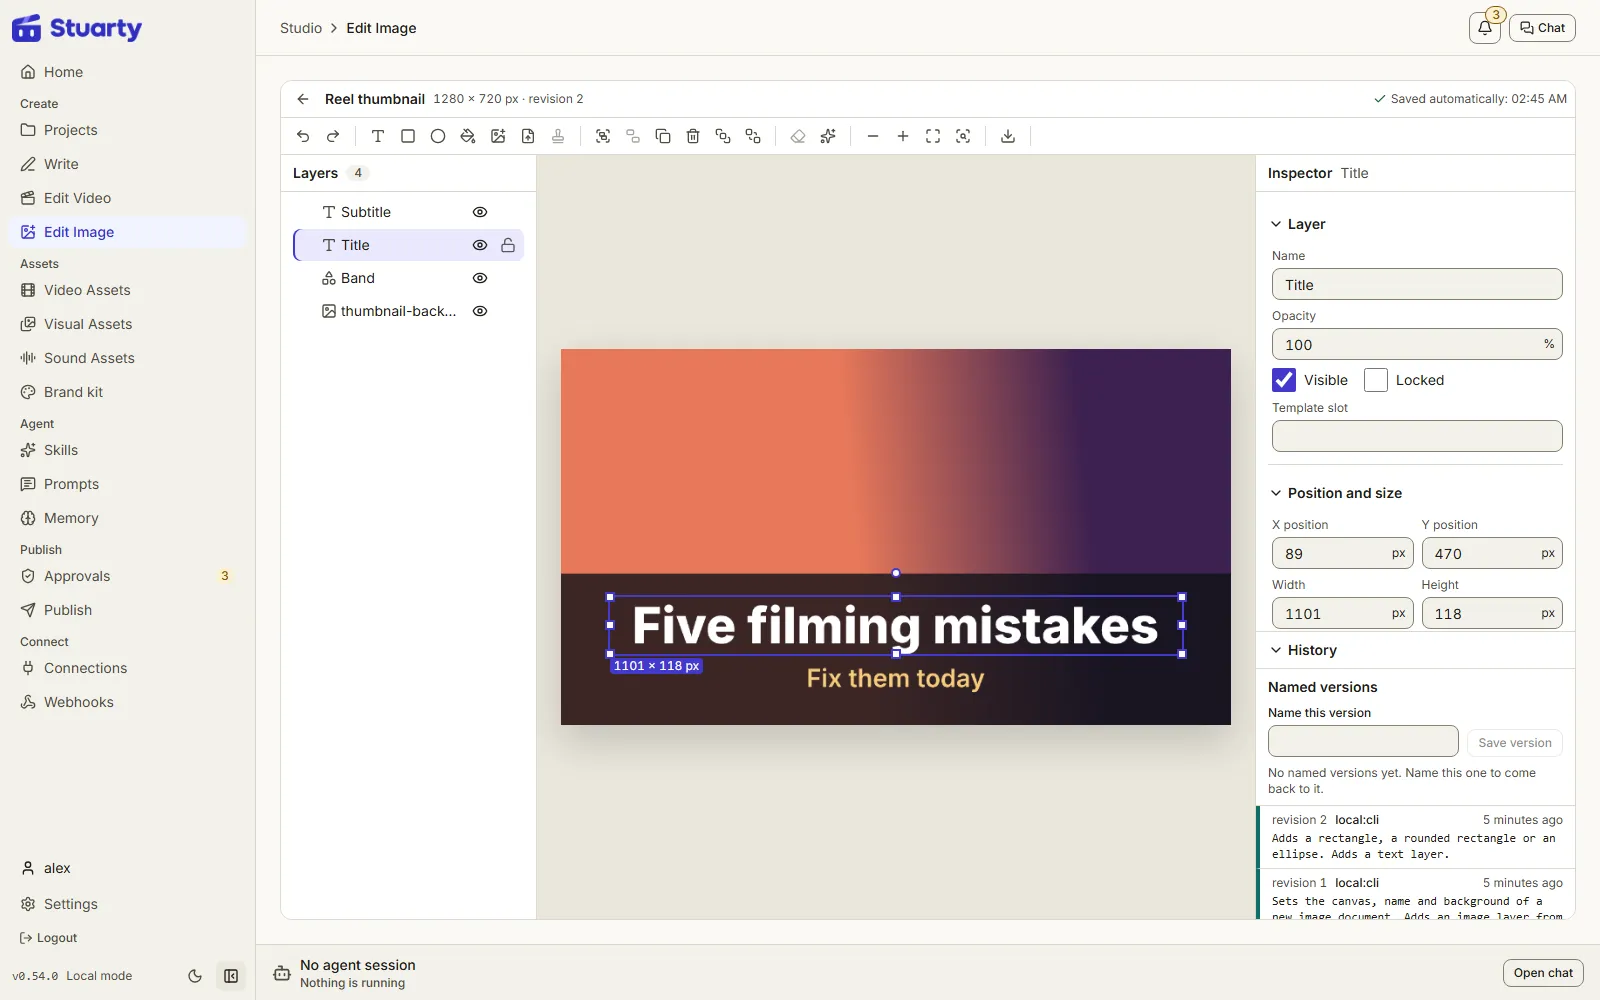 Stuarty
Home
Create
Projects
Write
Edit Video
Edit Image
Assets
Video Assets
Visual Assets
Sound Assets
Brand kit
Agent
Skills
Prompts
Memory
Publish
Approvals 3
Publish
Connect
Connections
Webhooks
alex
Settings
Logout
v0.54.0 Local mode
Studio > Edit Image
3
Chat
Reel thumbnail 1280 × 720 px · revision 2
Saved automatically: 02:45 AM
Layers 4
Subtitle
Title
Band
thumbnail-back...
Five filming mistakes
1101 × 118 px
Fix them today
Inspector Title
Layer
Name
Title
Opacity
100 %
Visible Locked
Template slot
Position and size
X position Y position
89 px 470 px
Width Height
1101 px 118 px
History
Named versions
Name this version
Save version
No named versions yet. Name this one to come
back to it.
revision 2 local:cli 5 minutes ago
Adds a rectangle, a rounded rectangle or an
ellipse. Adds a text layer.
revision 1 local:cli 5 minutes ago
Sets the canvas, name and background of a
new image document. Adds an image layer from
No agent session
Nothing is running
Open chat